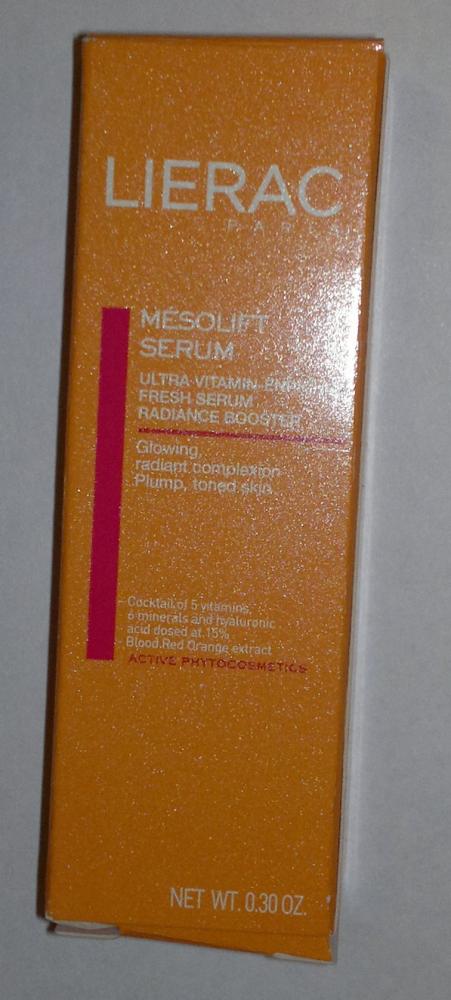 LIERAC
PARIS
MÉSOLIFT
SERUM
ULTRA VITAMIN-ENRICHED
FRESH SERUM
RADIANCE BOOSTER
Glowing,
radiant complexion
Plump, toned skin
Cocktail of 5 vitamins,
6 minerals and hyaluronic
acid dosed at 15%
Blood Red Orange extract
ACTIVE PHYTOCOSMETICS
NET WT. 0.30 OZ.